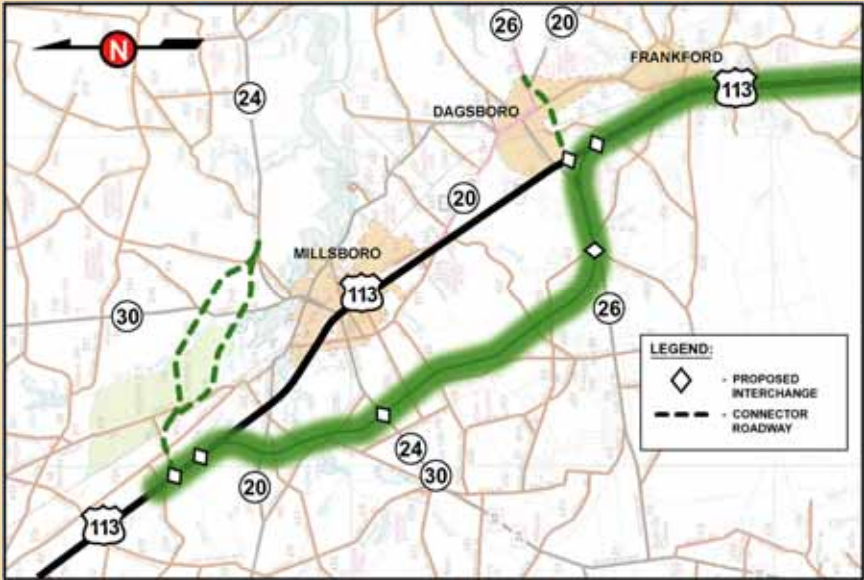 26
20
FRANKFORD
N
113
24
DAGSBORO
20
MILLSBORO
113
30
26
LEGEND:
- PROPOSED
INTERCHANGE
- CONNECTOR
ROADWAY
24
30
20
113